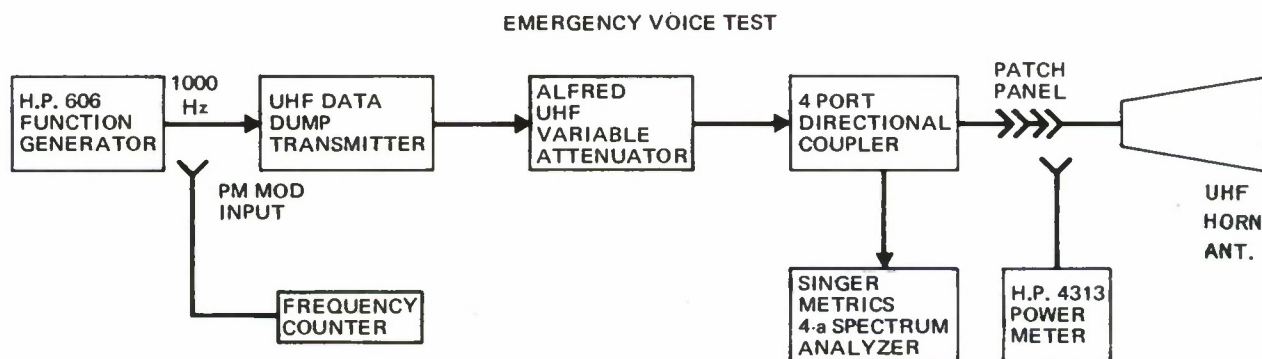 EMERGENCY VOICE TEST
H.P. 606
FUNCTION
GENERATOR
1000
Hz
UHF DATA
DUMP
TRANSMITTER
ALFRED
UHF
VARIABLE
ATTENUATOR
4 PORT
DIRECTIONAL
COUPLER
PATCH
PANEL
UHF
HORN
ANT.
PM MOD
INPUT
FREQUENCY
COUNTER
SINGER
METRICS
4-a SPECTRUM
ANALYZER
H.P. 4313
POWER
METER